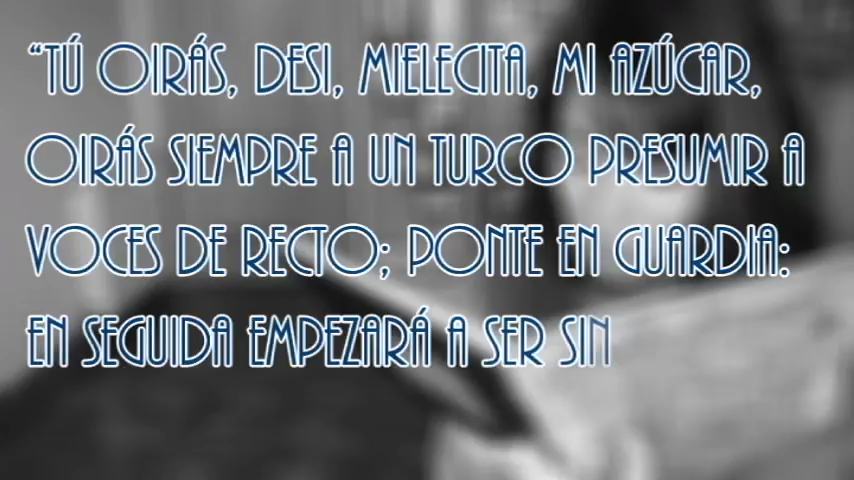 “TÚ OIRÁS, DESI, MIELECITA, MI AZÚCAR,
OIRÁS SIEMPRE A UN TURCO PRESUMIR A
VOCES DE RECTO; PONTE EN GUARDIA:
EN SEGUIDA EMPEZARÁ A SER SIN